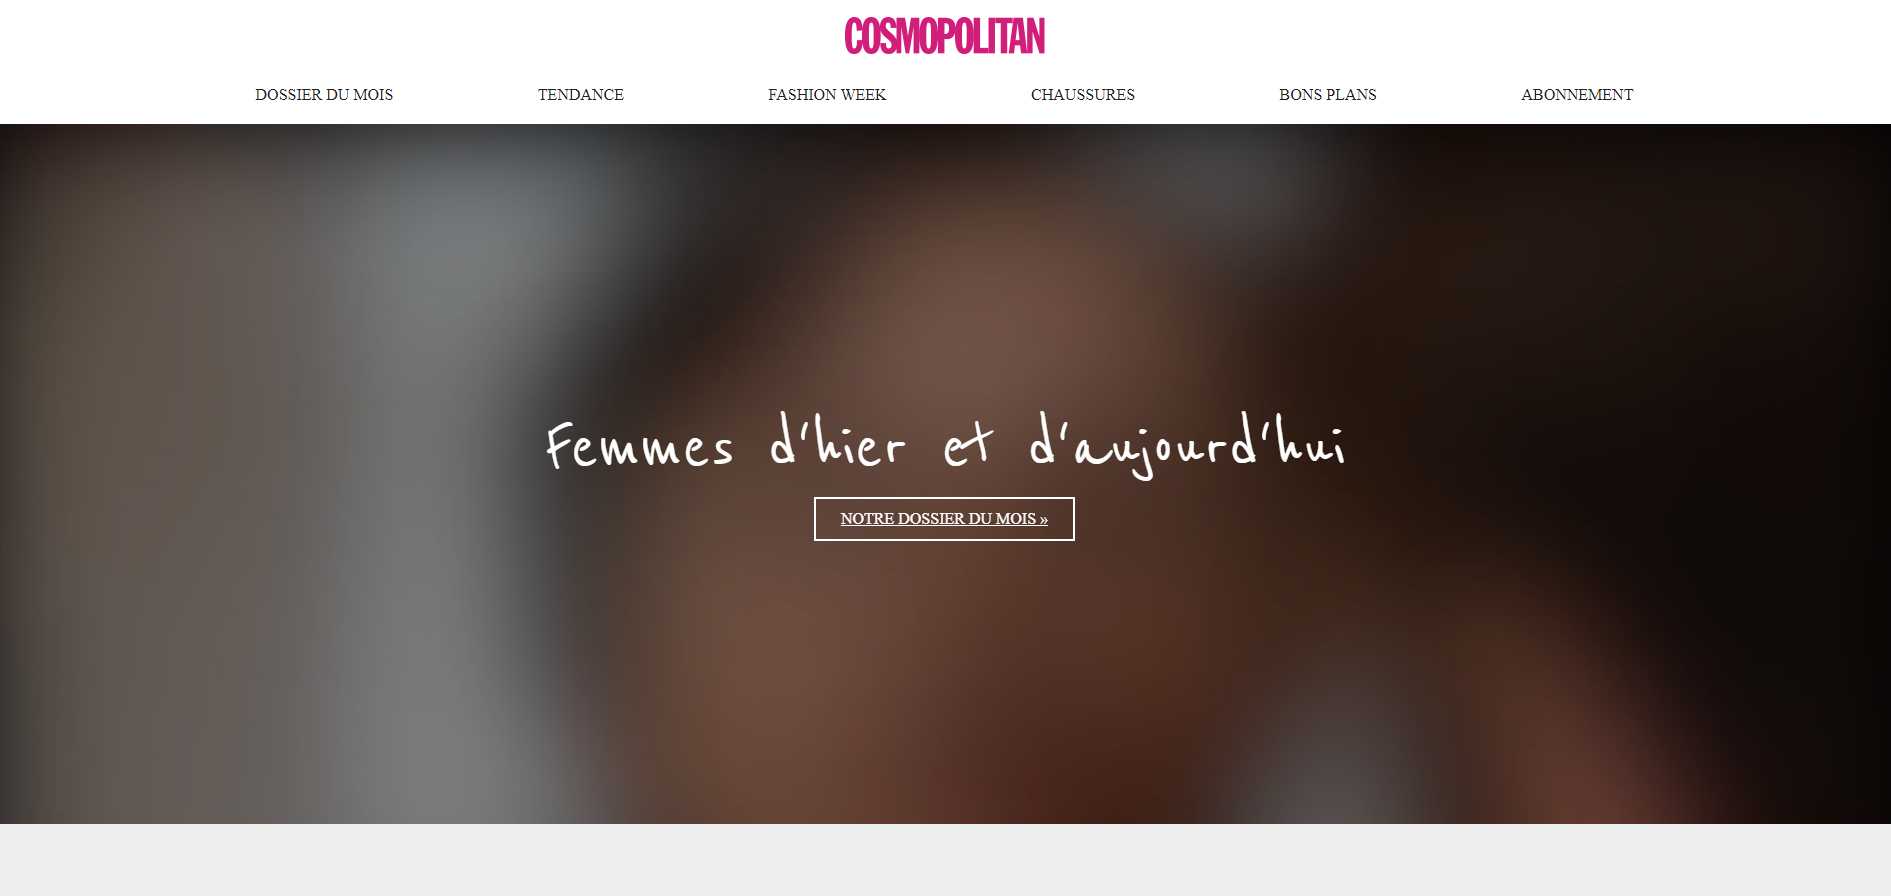 COSMOPOLITAN
DOSSIER DU MOIS TENDANCE FASHION WEEK CHAUSSURES BONS PLANS ABONNEMENT
Femmes d'hier et d'aujourd'hui
NOTRE DOSSIER DU MOIS »